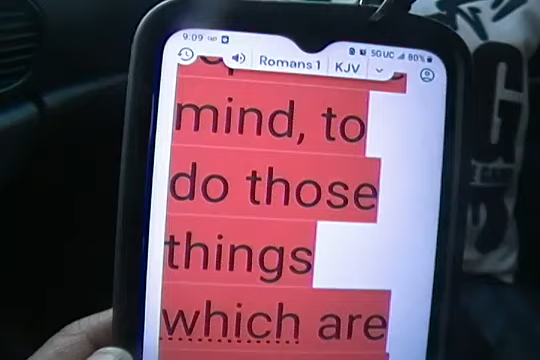 9:09
5GUC 80%
Romans 1 KJV
mind, to
do those
things
which are
G